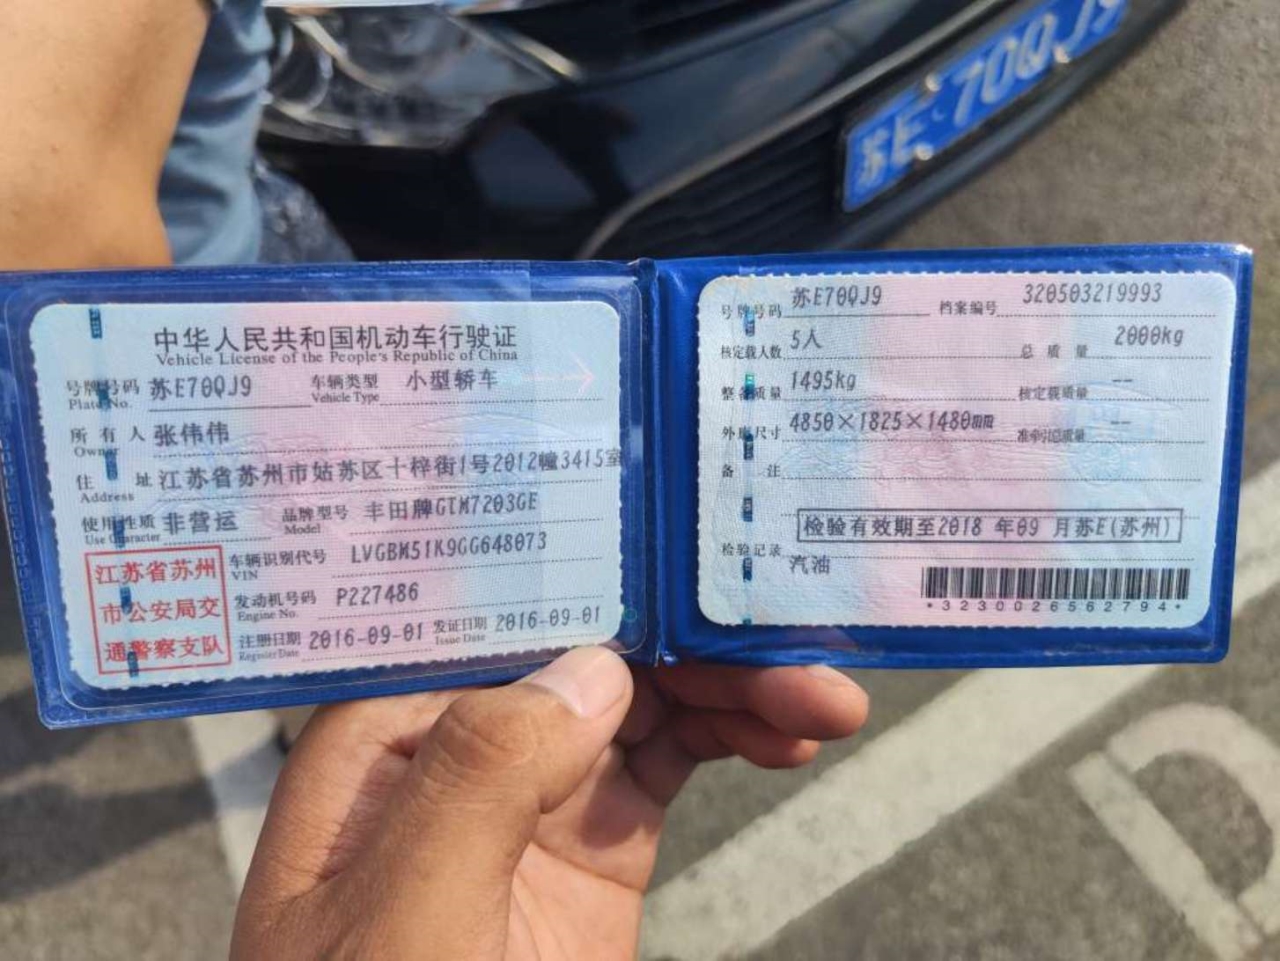 苏E·70QJ9
中华人民共和国机动车行驶证
Vehicle License of the People's Republic of China
号牌号码 苏E70QJ9 车辆类型 小型轿车
Plate No. Vehicle Type
所有人 张伟伟
Owner
住址 江苏省苏州市姑苏区十梓街1号2012幢3415室
Address
使用性质 非营运 品牌型号 丰田牌GTM7203GE
Use Character Model
江苏省苏州
市公安局交
通警察支队
车辆识别代号 LVGBM51K9GG648073
VIN
发动机号码 P227486
Engine No.
注册日期 2016-09-01 发证日期 2016-09-01
Register Date Issue Date
号牌号码 苏E70QJ9 档案编号 320503219993
核定载人数 5人 总质量 2000kg
整备质量 1495kg 核定载质量 --
外廓尺寸 4850×1825×1480mm 准牵引总质量 --
备注
检验有效期至2018 年09 月苏E(苏州)
检验记录
汽油
*3230026562794*